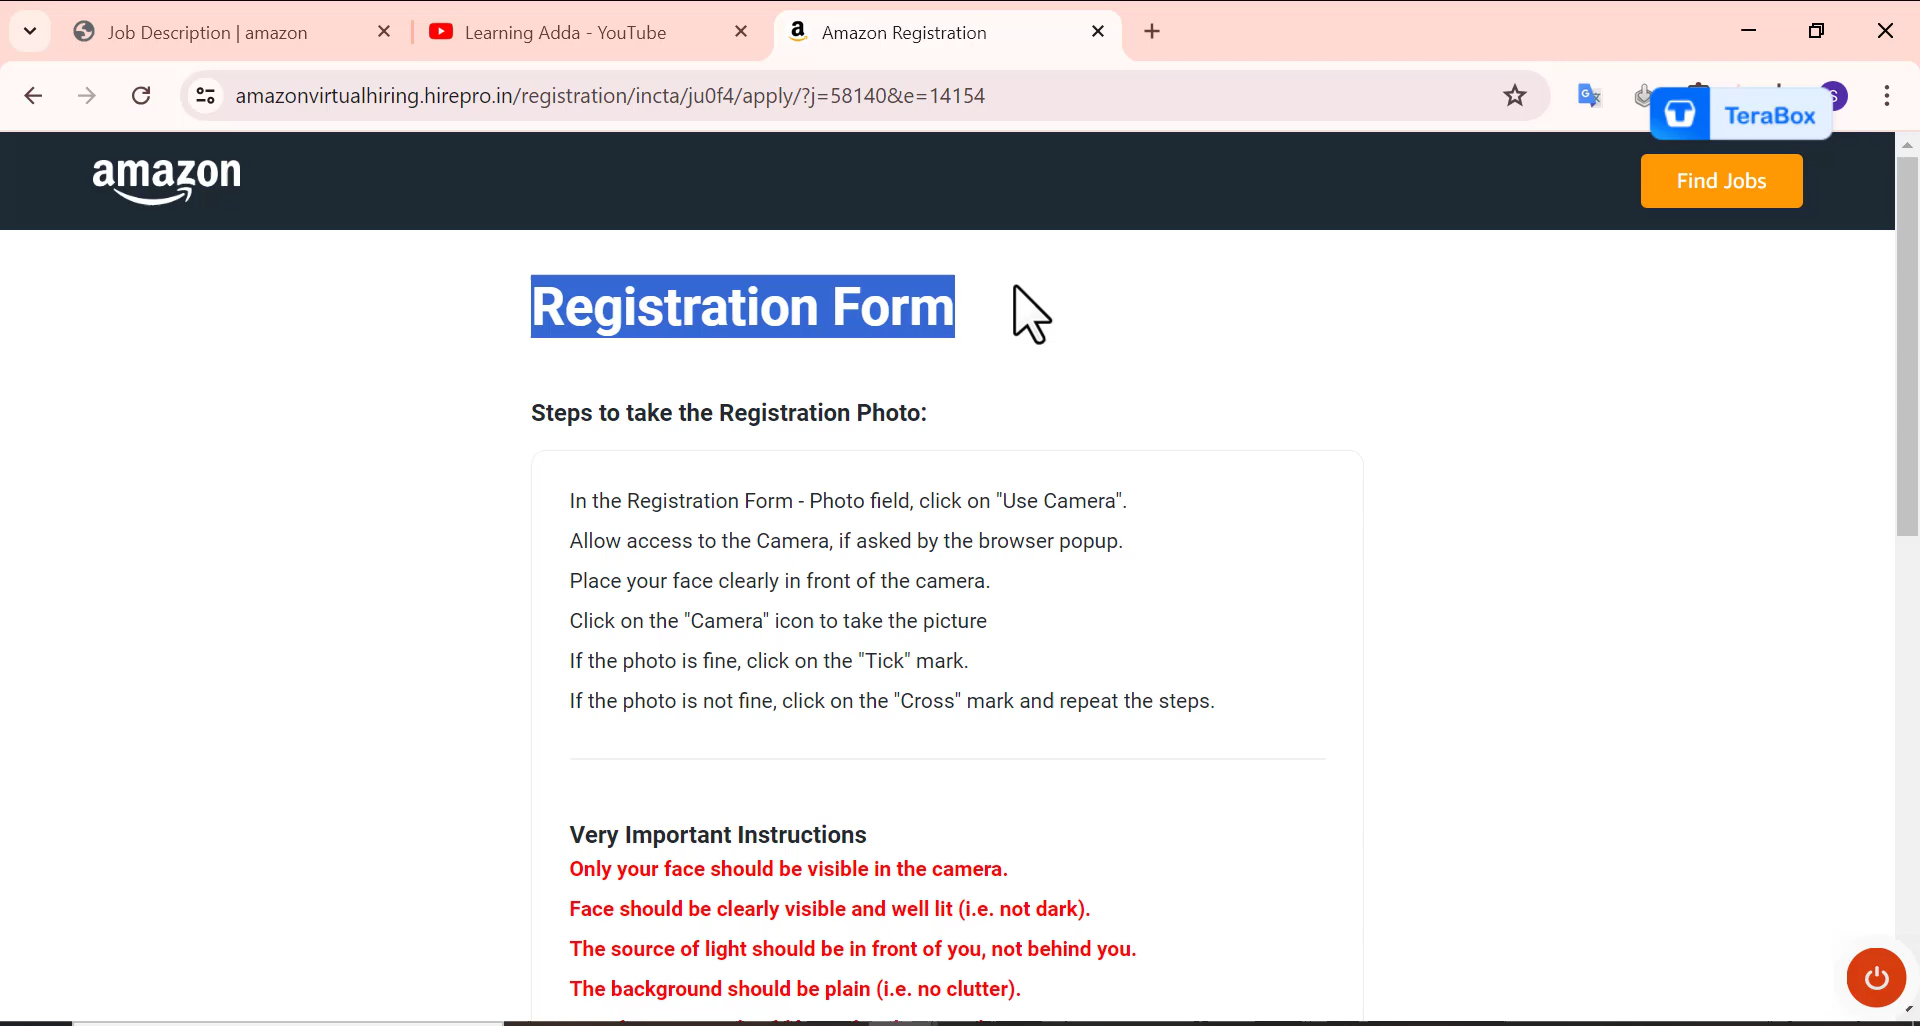 Job Description | amazon
Learning Adda - YouTube
Amazon Registration
amazonvirtualhiring.hirepro.in/registration/incta/ju0f4/apply/?j=58140&e=14154
S
TeraBox
amazon
Find Jobs
Registration Form
Steps to take the Registration Photo:
In the Registration Form - Photo field, click on "Use Camera".
Allow access to the Camera, if asked by the browser popup.
Place your face clearly in front of the camera.
Click on the "Camera" icon to take the picture
If the photo is fine, click on the "Tick" mark.
If the photo is not fine, click on the "Cross" mark and repeat the steps.
Very Important Instructions
Only your face should be visible in the camera.
Face should be clearly visible and well lit (i.e. not dark).
The source of light should be in front of you, not behind you.
The background should be plain (i.e. no clutter).